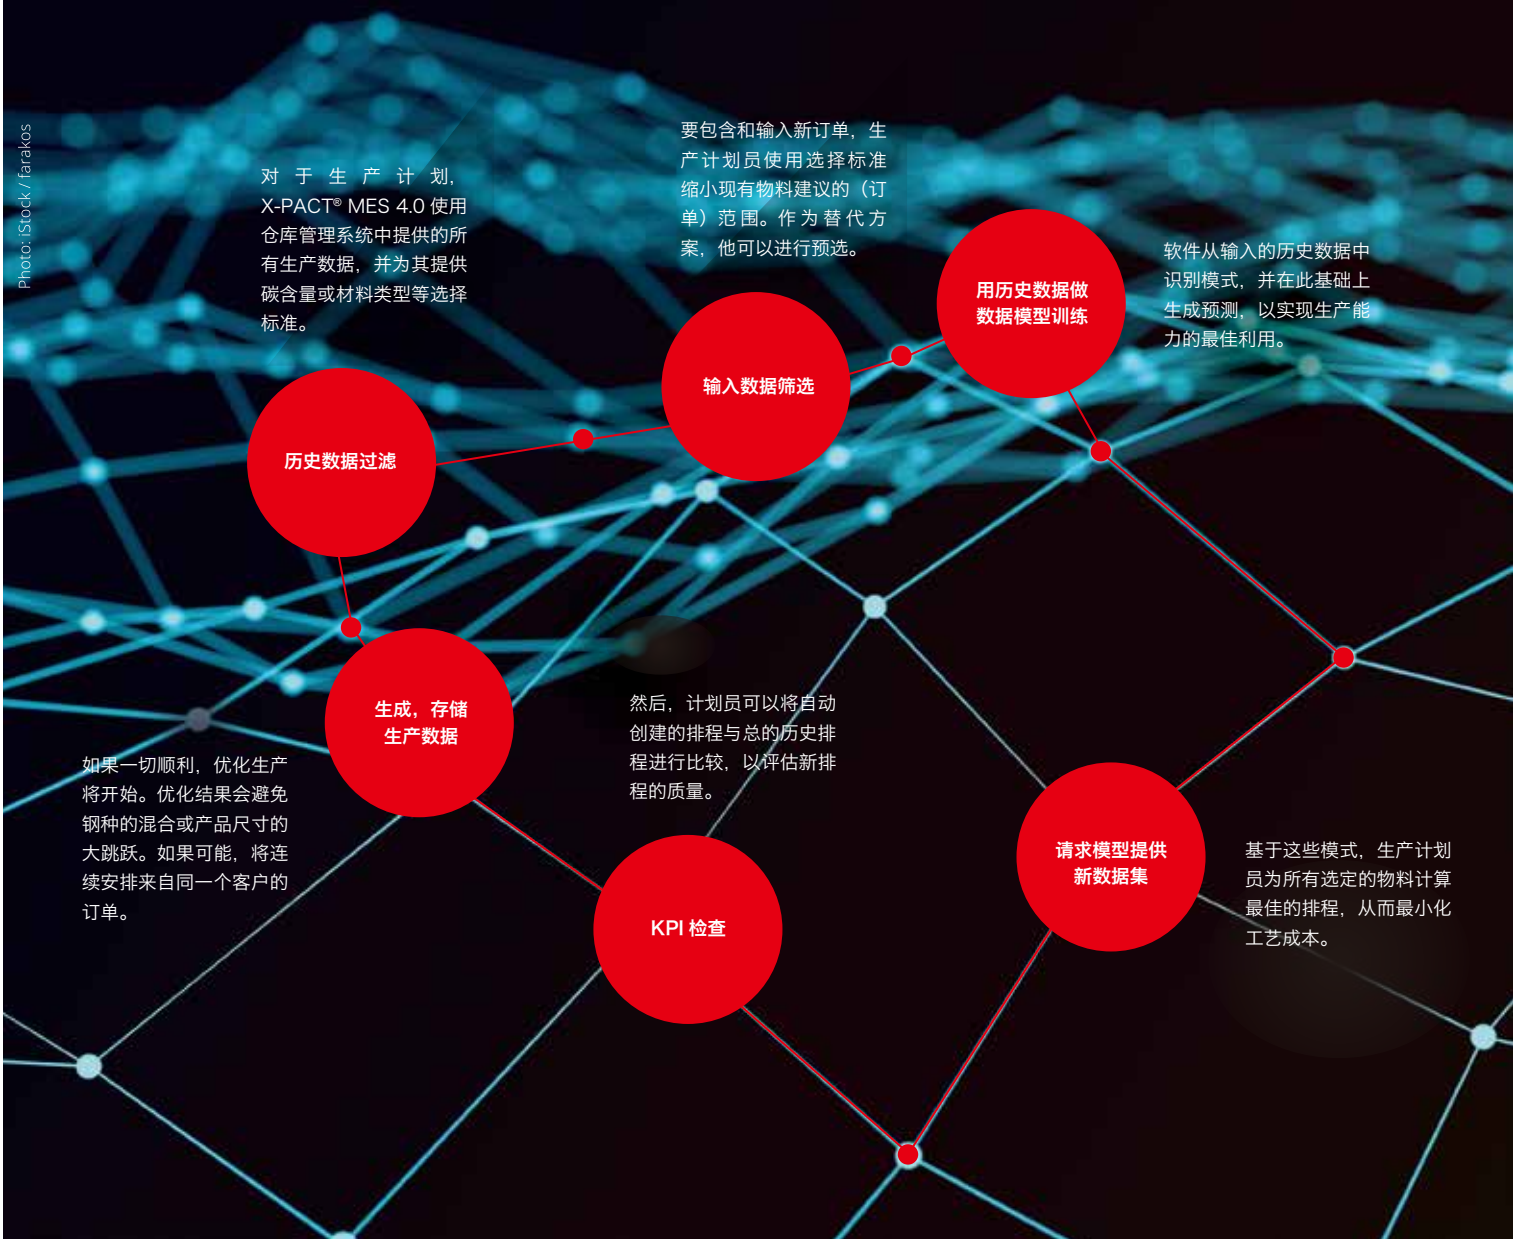 Photo: iStock / farakos
对于生产计划，
X-PACT® MES 4.0 使用
仓库管理系统中提供的所
有生产数据，并为其提供
碳含量或材料类型等选择
标准。
历史数据过滤
要包含和输入新订单，生
产计划员使用选择标准
缩小现有物料建议的（订
单）范围。作为替代方
案，他可以进行预选。
输入数据筛选
用历史数据做
数据模型训练
软件从输入的历史数据中
识别模式，并在此基础上
生成预测，以实现生产能
力的最佳利用。
请求模型提供
新数据集
基于这些模式，生产计划
员为所有选定的物料计算
最佳的排程，从而最小化
工艺成本。
然后，计划员可以将自动
创建的排程与总的历史排
程进行比较，以评估新排
程的质量。
KPI 检查
生成，存储
生产数据
如果一切顺利，优化生产
将开始。优化结果会避免
钢种的混合或产品尺寸的
大跳跃。如果可能，将连
续安排来自同一个客户的
订单。